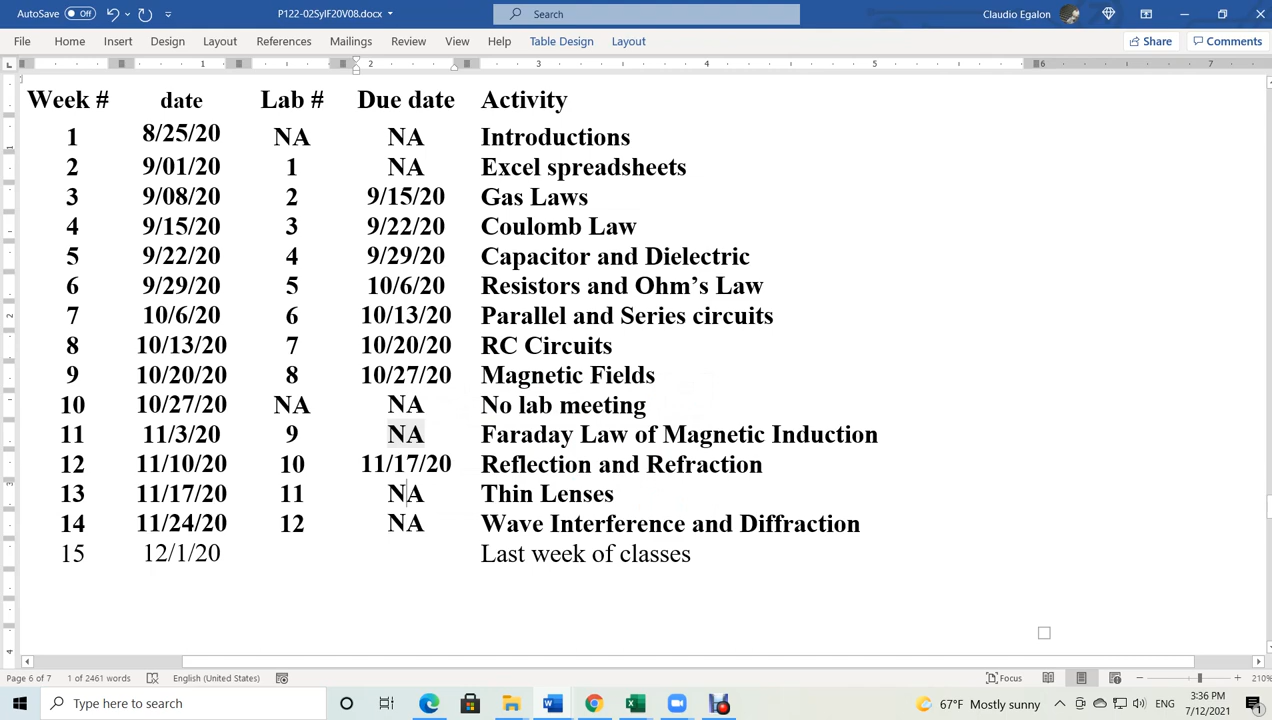 AutoSave Off P122-02SylF20V08.docx Search Claudio Egalon
File Home Insert Design Layout References Mailings Review View Help Table Design Layout Share Comments
1 2 3 4 5 6 7
Week # date Lab # Due date Activity
1 8/25/20 NA NA Introductions
2 9/01/20 1 NA Excel spreadsheets
3 9/08/20 2 9/15/20 Gas Laws
4 9/15/20 3 9/22/20 Coulomb Law
5 9/22/20 4 9/29/20 Capacitor and Dielectric
6 9/29/20 5 10/6/20 Resistors and Ohm’s Law
7 10/6/20 6 10/13/20 Parallel and Series circuits
8 10/13/20 7 10/20/20 RC Circuits
9 10/20/20 8 10/27/20 Magnetic Fields
10 10/27/20 NA NA No lab meeting
11 11/3/20 9 NA Faraday Law of Magnetic Induction
12 11/10/20 10 11/17/20 Reflection and Refraction
13 11/17/20 11 NA Thin Lenses
14 11/24/20 12 NA Wave Interference and Diffraction
15 12/1/20 Last week of classes
Page 6 of 7 1 of 2461 words English (United States) Focus 210%
Type here to search 67°F Mostly sunny ENG 3:36 PM
7/12/2021